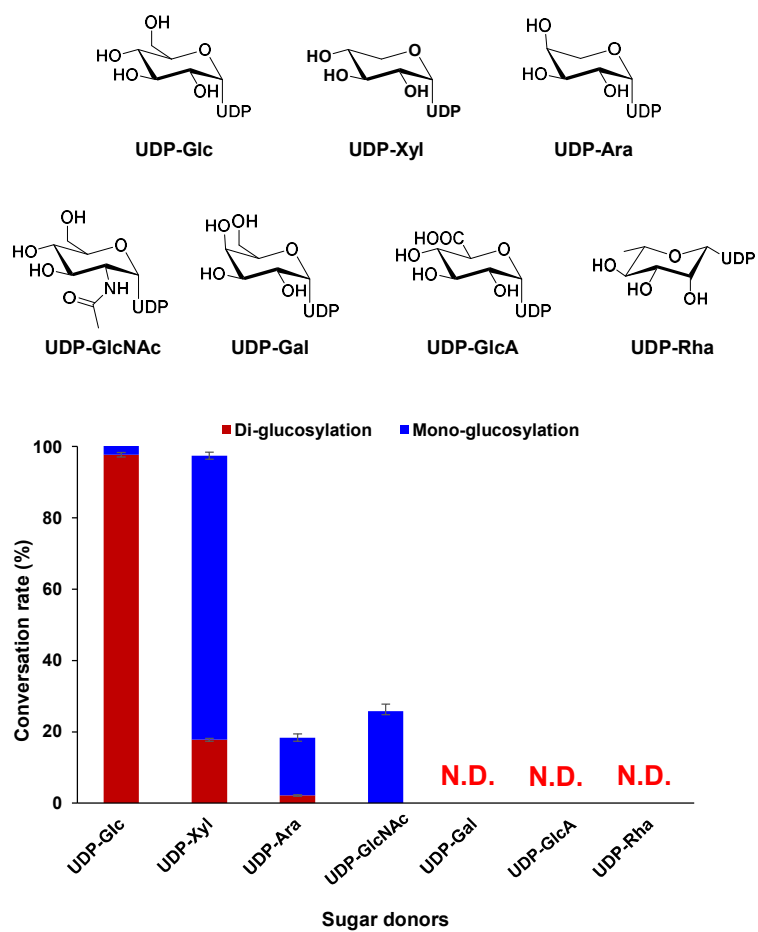 OH
O
HO
HO
OH
UDP
UDP-Glc
O
HO
HO
OH
UDP
UDP-Xyl
HO
O
HO
OH
UDP
UDP-Ara
OH
O
HO
HO
NH
O
UDP
UDP-GlcNAc
OH
HO
O
HO
OH
UDP
UDP-Gal
HOOC
O
HO
HO
OH
UDP
UDP-GlcA
O
UDP
HO
HO
OH
UDP-Rha
Di-glucosylation Mono-glucosylation
Conversation rate (%)
100
80
60
40
20
0
N.D. N.D. N.D.
UDP-Glc UDP-Xyl UDP-Ara UDP-GlcNAc UDP-Gal UDP-GlcA UDP-Rha
Sugar donors